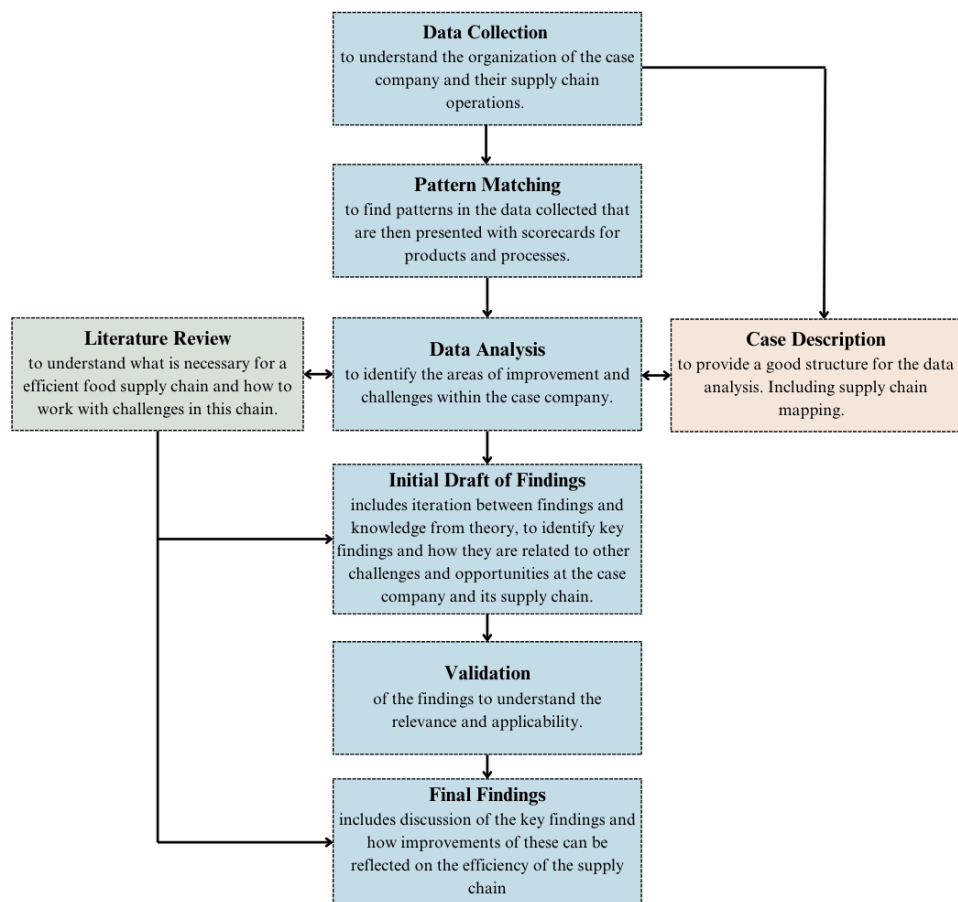 Data Collection
to understand the organization of the case
company and their supply chain
operations.
Pattern Matching
to find patterns in the data collected that
are then presented with scorecards for
products and processes.
Literature Review
to understand what is necessary for a
efficient food supply chain and how to
work with challenges in this chain.
Data Analysis
to identify the areas of improvement and
challenges within the case company.
Case Description
to provide a good structure for the data
analysis. Including supply chain
mapping.
Initial Draft of Findings
includes iteration between findings and
knowledge from theory, to identify key
findings and how they are related to other
challenges and opportunities at the case
company and its supply chain.
Validation
of the findings to understand the
relevance and applicability.
Final Findings
includes discussion of the key findings and
how improvements of these can be
reflected on the efficiency of the supply
chain